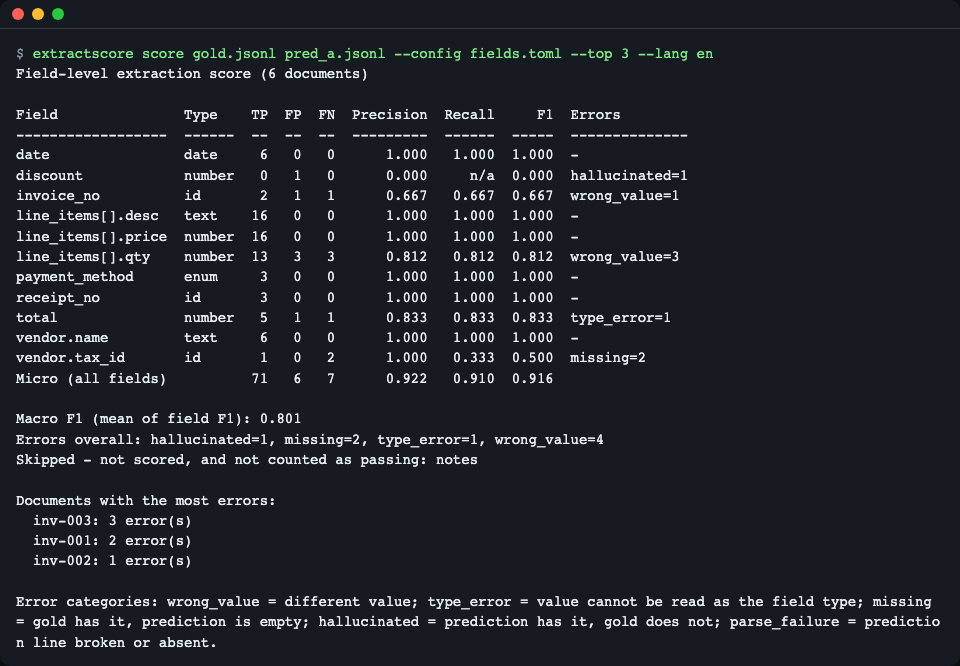 $ extractscore score gold.jsonl pred_a.jsonl --config fields.toml --top 3 --lang en
Field-level extraction score (6 documents)
Field              Type    TP  FP  FN  Precision  Recall     F1  Errors
------------------  ------  --  --  --  ---------  ------  -----  --------------
date               date     6   0   0      1.000   1.000  1.000  -
discount           number   0   1   0      0.000     n/a  0.000  hallucinated=1
invoice_no         id       2   1   1      0.667   0.667  0.667  wrong_value=1
line_items[].desc  text    16   0   0      1.000   1.000  1.000  -
line_items[].price number  16   0   0      1.000   1.000  1.000  -
line_items[].qty   number  13   3   3      0.812   0.812  0.812  wrong_value=3
payment_method     enum     3   0   0      1.000   1.000  1.000  -
receipt_no         id       3   0   0      1.000   1.000  1.000  -
total              number   5   1   1      0.833   0.833  0.833  type_error=1
vendor.name        text     6   0   0      1.000   1.000  1.000  -
vendor.tax_id      id       1   0   2      1.000   0.333  0.500  missing=2
Micro (all fields)         71   6   7      0.922   0.910  0.916
Macro F1 (mean of field F1): 0.801
Errors overall: hallucinated=1, missing=2, type_error=1, wrong_value=4
Skipped - not scored, and not counted as passing: notes
Documents with the most errors:
  inv-003: 3 error(s)
  inv-001: 2 error(s)
  inv-002: 1 error(s)
Error categories: wrong_value = different value; type_error = value cannot be read as the field type; missing
= gold has it, prediction is empty; hallucinated = prediction has it, gold does not; parse_failure = predictio
n line broken or absent.